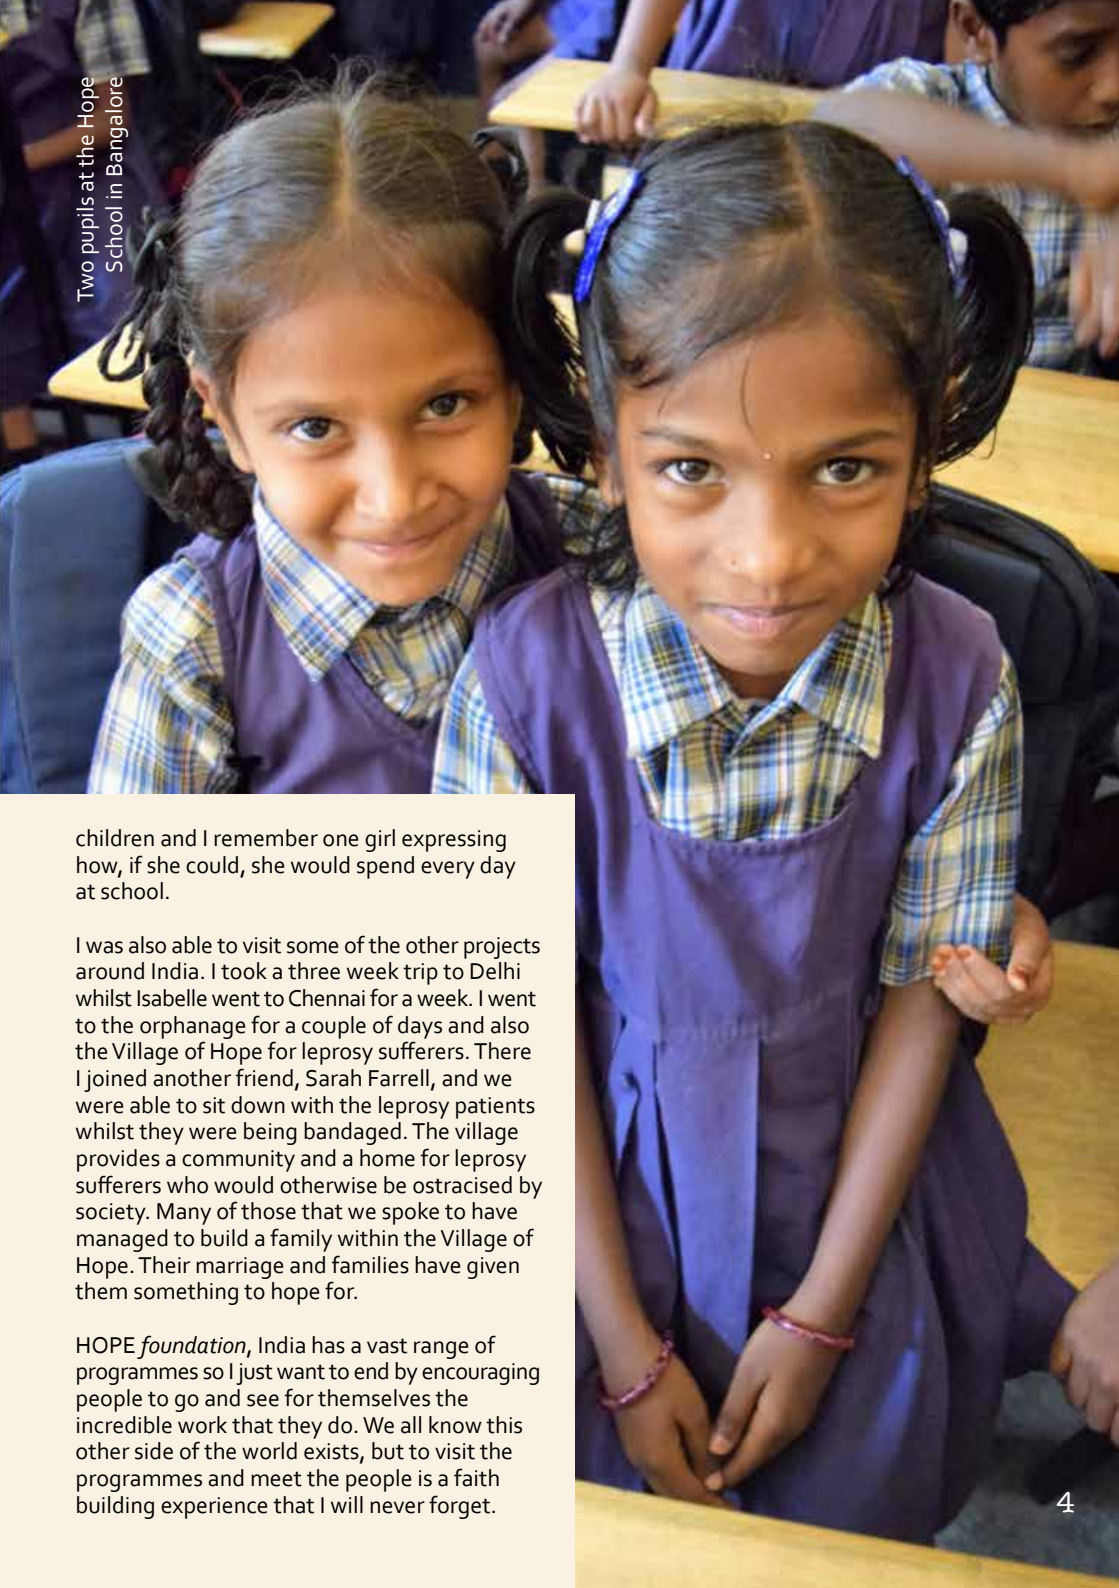 Two pupils at the Hope
School in Bangalore
children and I remember one girl expressing
how, if she could, she would spend every day
at school.
I was also able to visit some of the other projects
around India. I took a three week trip to Delhi
whilst Isabelle went to Chennai for a week. I went
to the orphanage for a couple of days and also
the Village of Hope for leprosy sufferers. There
I joined another friend, Sarah Farrell, and we
were able to sit down with the leprosy patients
whilst they were being bandaged. The village
provides a community and a home for leprosy
sufferers who would otherwise be ostracised by
society. Many of those that we spoke to have
managed to build a family within the Village of
Hope. Their marriage and families have given
them something to hope for.
HOPE foundation, India has a vast range of
programmes so I just want to end by encouraging
people to go and see for themselves the
incredible work that they do. We all know this
other side of the world exists, but to visit the
programmes and meet the people is a faith
building experience that I will never forget.
4